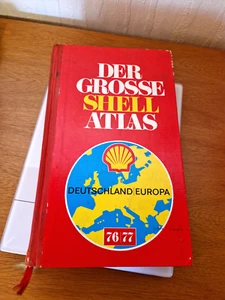 DER
GROSSE
SHELL
ATLAS
DEUTSCHLAND EUROPA
76 77